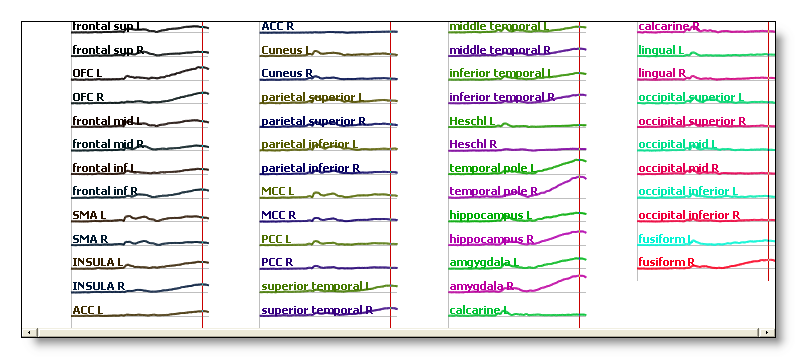 frontal sup L
frontal sup R
OFC L
OFC R
frontal mid L
frontal mid R
frontal inf L
frontal inf R
SMA L
SMA R
INSULA L
INSULA R
ACC L
ACC R
Cuneus L
Cuneus R
parietal superior L
parietal superior R
parietal inferior L
parietal inferior R
MCC L
MCC R
PCC L
PCC R
superior temporal L
superior temporal R
middle temporal L
middle temporal R
inferior temporal L
inferior temporal R
Heschl L
Heschl R
temporal pole L
temporal pole R
hippocampus L
hippocampus R
amgygdala L
amygdala R
calcarine L
calcarine R
lingual L
lingual R
occipital superior L
occipital superior R
occipital mid L
occipital mid R
occipital inferior L
occipital inferior R
fusiform L
fusiform R